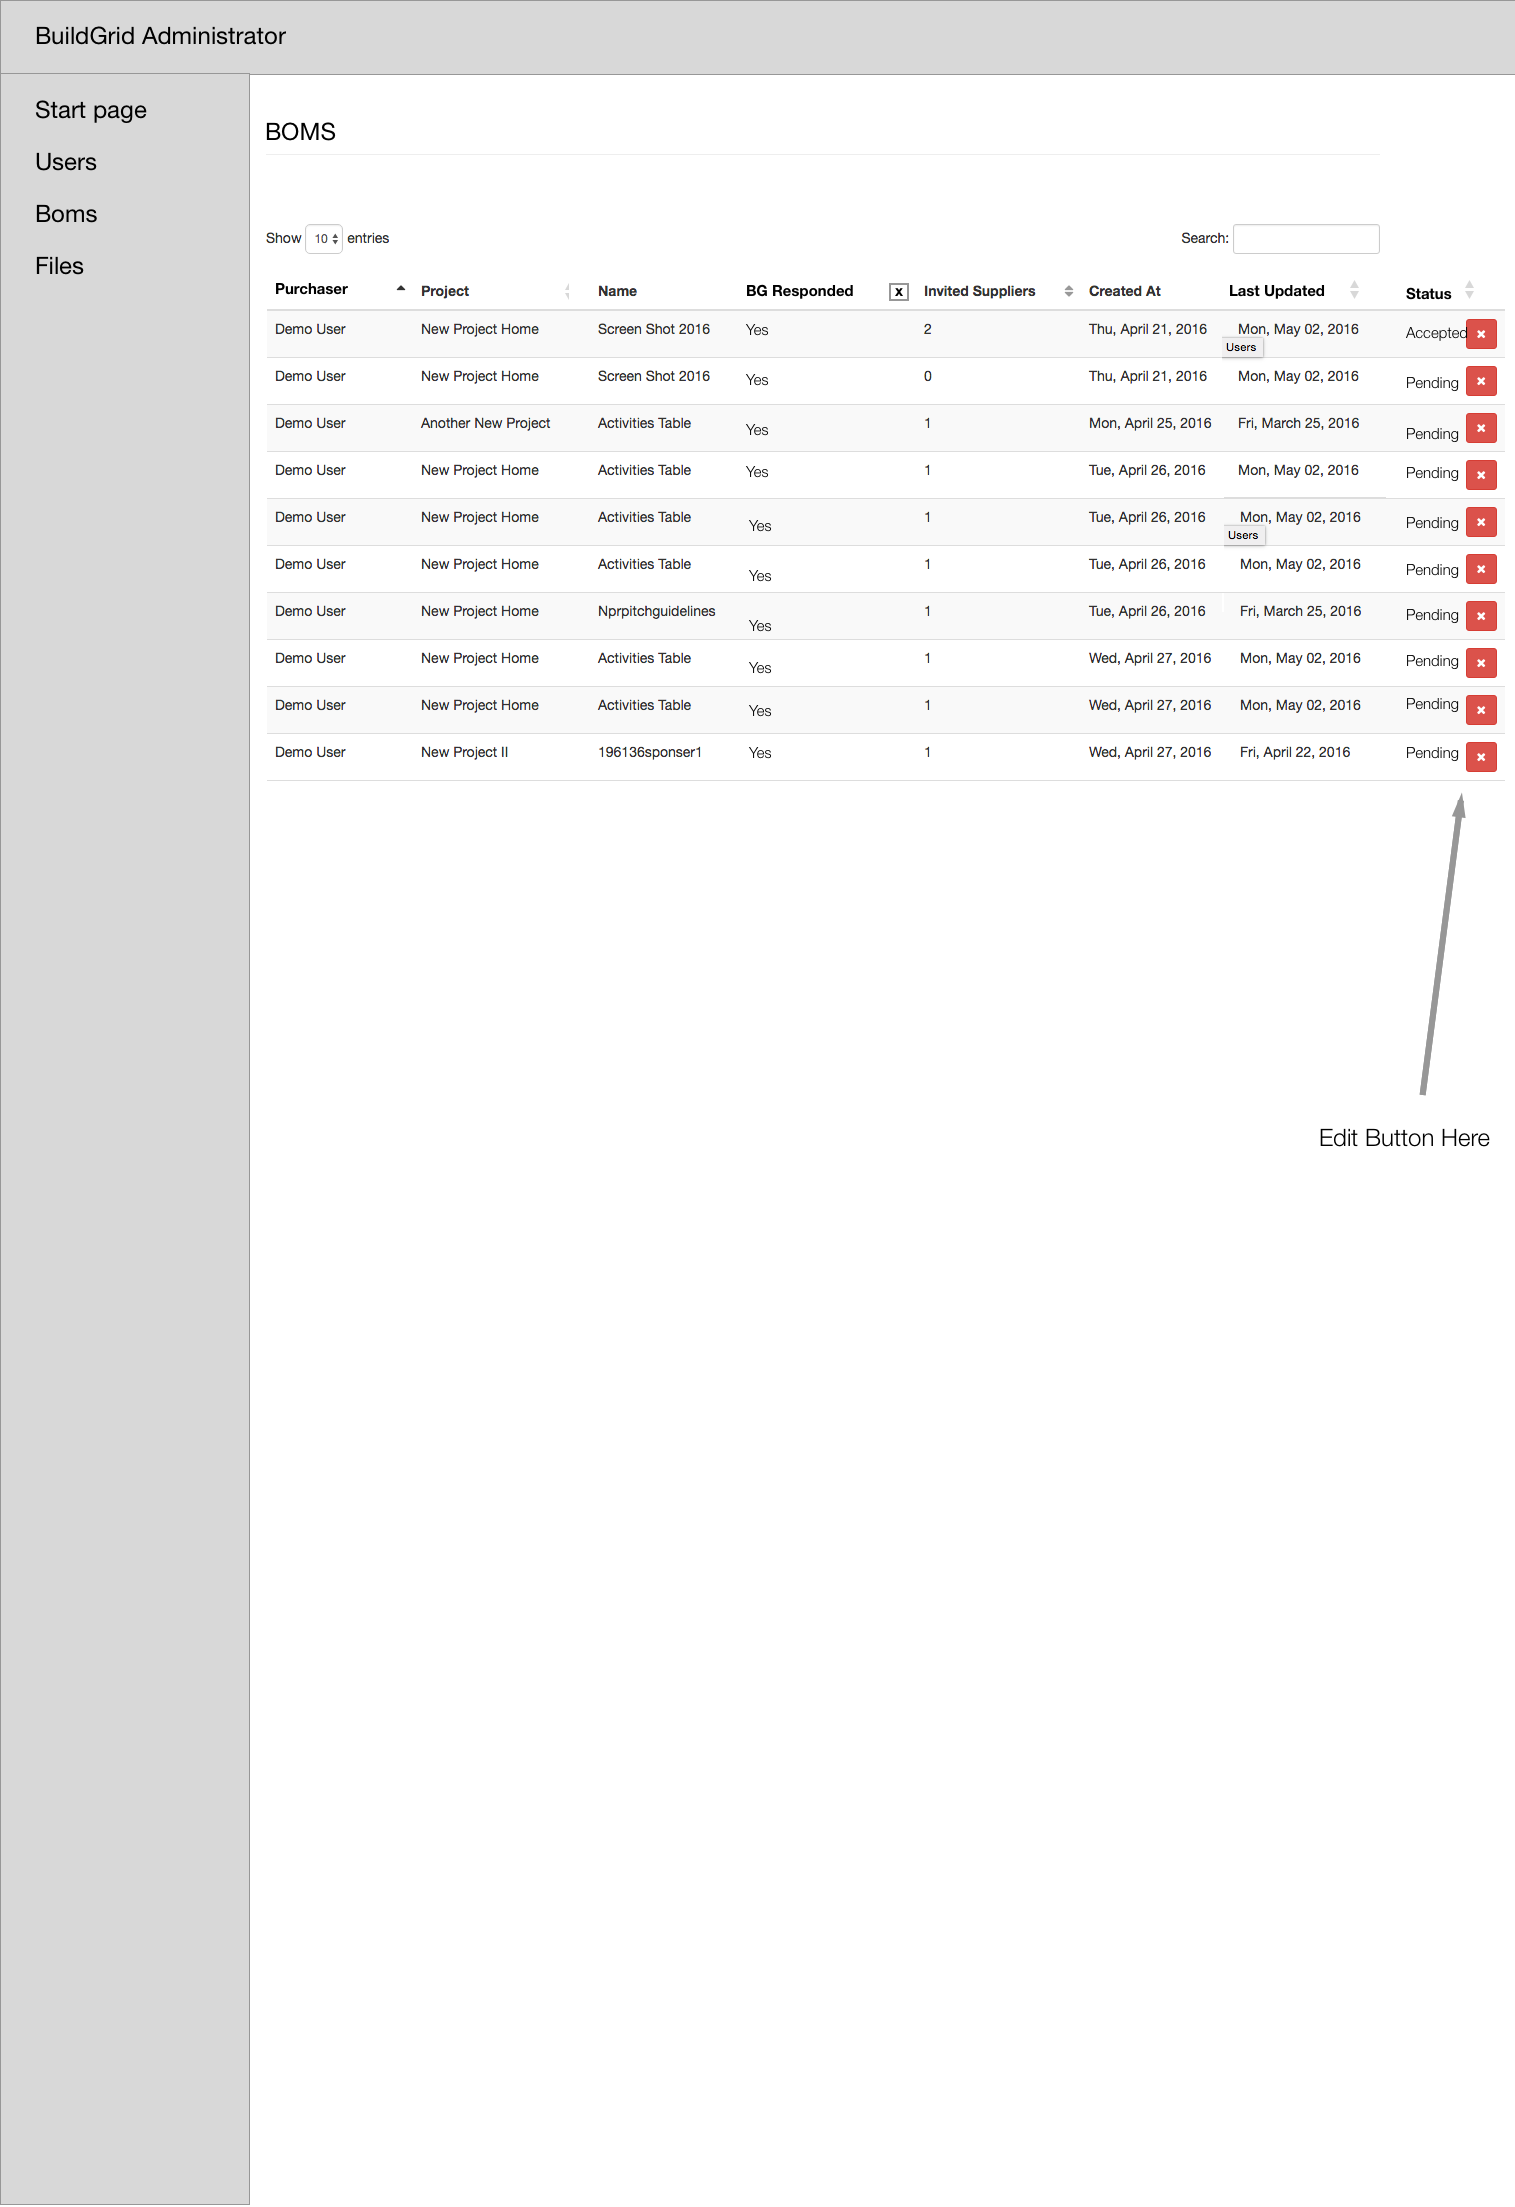 BuildGrid Administrator
Start page
Users
Boms
Files
BOMS
Show 10 entries Search:
Purchaser Project Name BG Responded x Invited Suppliers Created At Last Updated Status
Demo User New Project Home Screen Shot 2016 Yes 2 Thu, April 21, 2016 Mon, May 02, 2016 Accepted
Users
Demo User New Project Home Screen Shot 2016 Yes 0 Thu, April 21, 2016 Mon, May 02, 2016 Pending
Demo User Another New Project Activities Table Yes 1 Mon, April 25, 2016 Fri, March 25, 2016 Pending
Demo User New Project Home Activities Table Yes 1 Tue, April 26, 2016 Mon, May 02, 2016 Pending
Demo User New Project Home Activities Table Yes 1 Tue, April 26, 2016 Mon, May 02, 2016 Pending
Users
Demo User New Project Home Activities Table Yes 1 Tue, April 26, 2016 Mon, May 02, 2016 Pending
Demo User New Project Home Nprpitchguidelines Yes 1 Tue, April 26, 2016 Fri, March 25, 2016 Pending
Demo User New Project Home Activities Table Yes 1 Wed, April 27, 2016 Mon, May 02, 2016 Pending
Demo User New Project Home Activities Table Yes 1 Wed, April 27, 2016 Mon, May 02, 2016 Pending
Demo User New Project II 196136sponser1 Yes 1 Wed, April 27, 2016 Fri, April 22, 2016 Pending
Edit Button Here